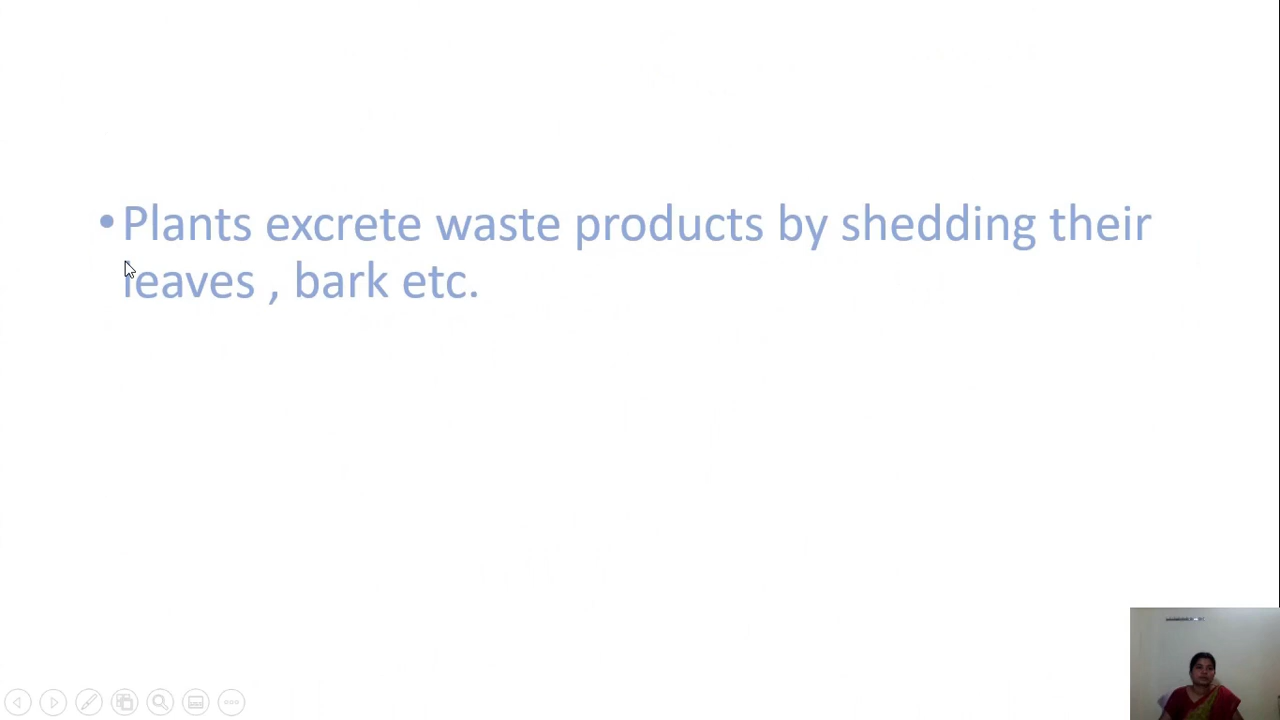 • Plants excrete waste products by shedding their
leaves , bark etc.